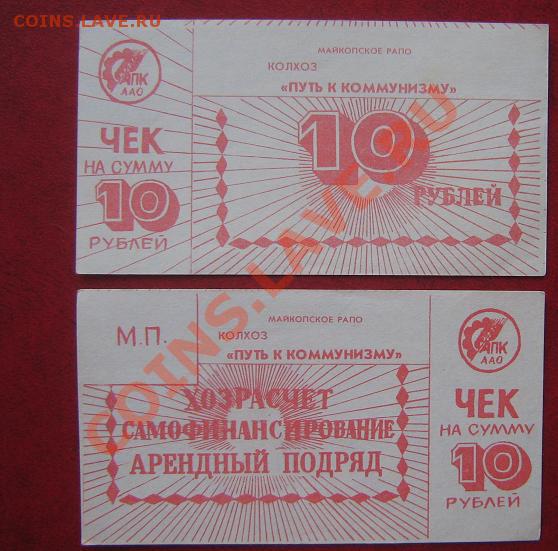 COINS.LAVE.RU
АПК
ААО
ЧЕК
НА СУММУ
10
РУБЛЕЙ
МАЙКОПСКОЕ РАПО
КОЛХОЗ
«ПУТЬ К КОММУНИЗМУ»
10
РУБЛЕЙ
COINS.LAVE.RU
М.П.
МАЙКОПСКОЕ РАПО
КОЛХОЗ
«ПУТЬ К КОММУНИЗМУ»
ХОЗРАСЧЕТ
САМОФИНАНСИРОВАНИЕ
АРЕНДНЫЙ ПОДРЯД
АПК
ААО
ЧЕК
НА СУММУ
10
РУБЛЕЙ